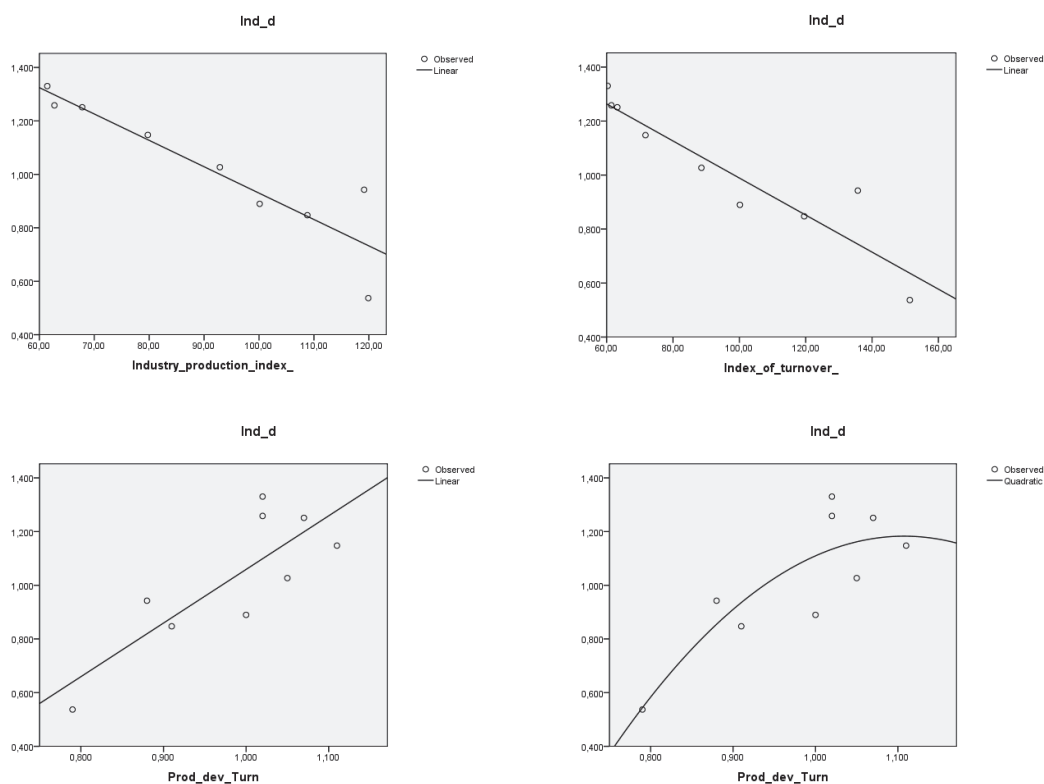 Ind_d
Observed
Linear
1,400
1,200
1,000
0,800
0,600
0,400
60,00 70,00 80,00 90,00 100,00 110,00 120,00
Industry_production_index_
Ind_d
Observed
Linear
1,400
1,200
1,000
0,800
0,600
0,400
60,00 80,00 100,00 120,00 140,00 160,00
Index_of_turnover_
Ind_d
Observed
Linear
1,400
1,200
1,000
0,800
0,600
0,400
0,800 0,900 1,000 1,100
Prod_dev_Turn
Ind_d
Observed
Quadratic
1,400
1,200
1,000
0,800
0,600
0,400
0,800 0,900 1,000 1,100
Prod_dev_Turn